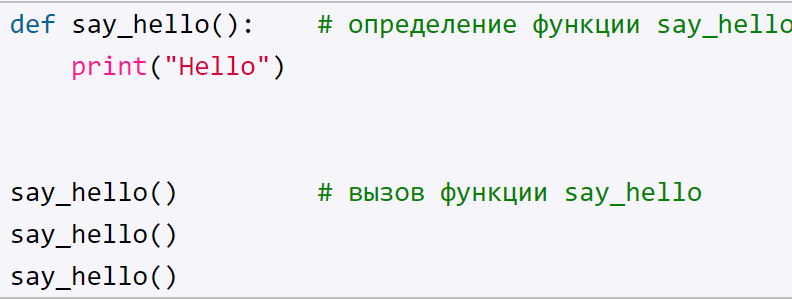 def say_hello():    # определение функции say_hello
    print("Hello")
say_hello()         # вызов функции say_hello
say_hello()
say_hello()